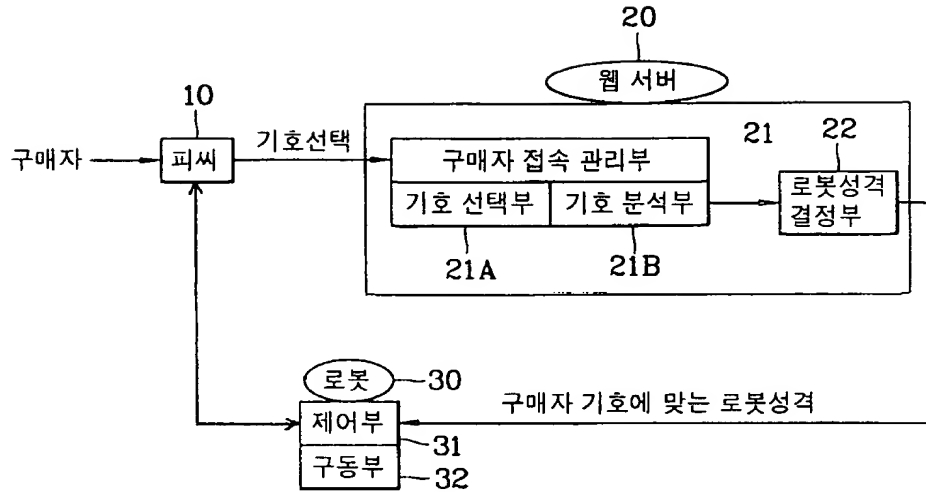 20
웹 서버
10
구매자
피씨
기호선택
구매자 접속 관리부
기호 선택부
기호 분석부
21A
21B
21
22
로봇성격
결정부
로봇
30
제어부
31
구동부
32
구매자 기호에 맞는 로봇성격